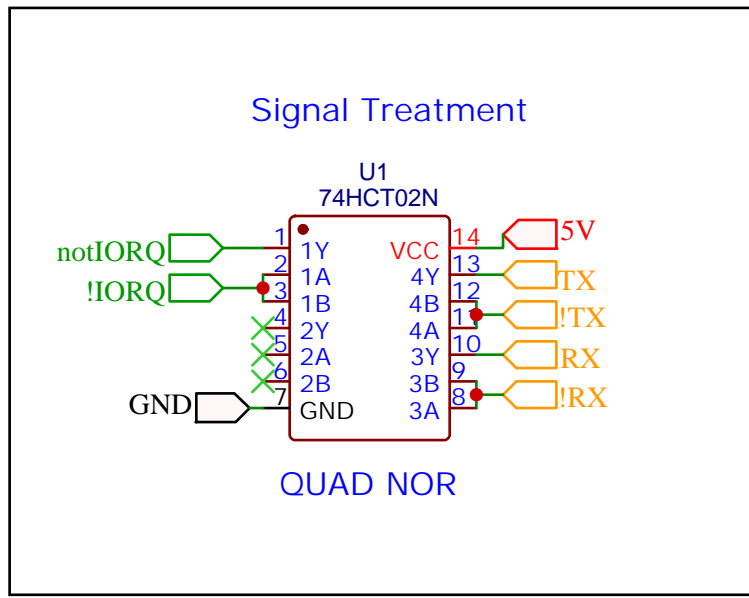 Signal Treatment
U1
74HCT02N
notIORQ
1
1Y
VCC
14
5V
2
1A
4Y
13
TX
!IORQ
3
1B
4B
12
4
2Y
4A
11
!TX
5
2A
3Y
10
RX
6
2B
3B
9
GND
7
GND
3A
8
!RX
QUAD NOR